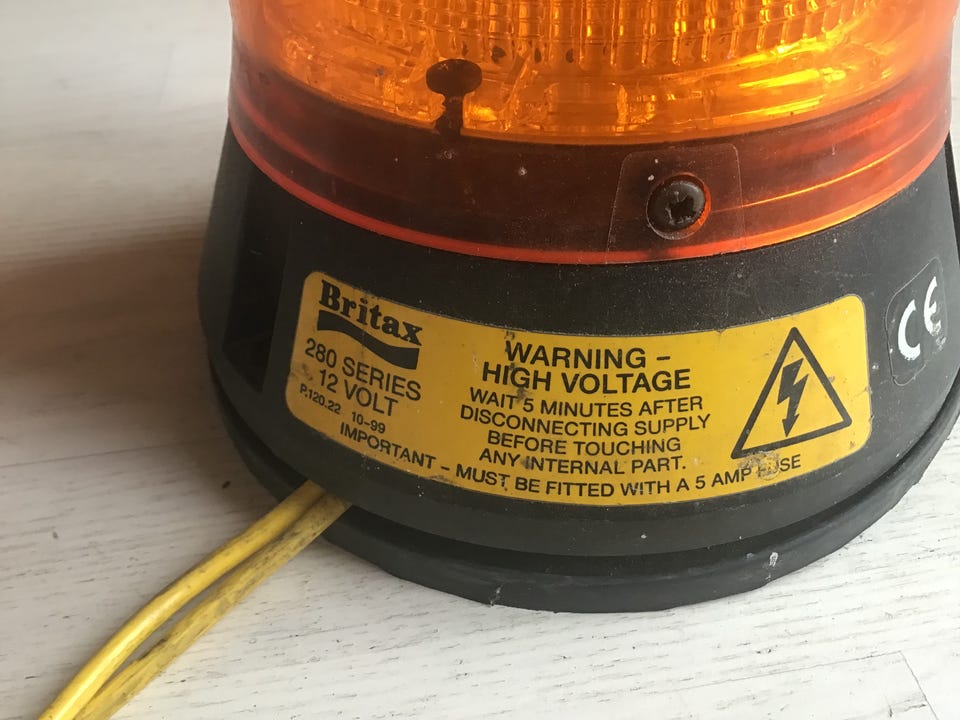 Britax
280 SERIES
12 VOLT
P.120.22 10-99
WARNING –
HIGH VOLTAGE
WAIT 5 MINUTES AFTER
DISCONNECTING SUPPLY
BEFORE TOUCHING
ANY INTERNAL PART.
IMPORTANT – MUST BE FITTED WITH A 5 AMP FUSE
CE